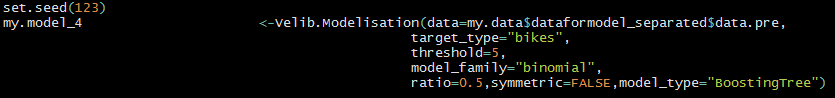 set.seed(123)
my.model_4 <-Velib.Modelisation(data=my.data$dataformodel_separated$data.pre,
target_type="bikes",
threshold=5,
model_family="binomial",
ratio=0.5,symmetric=FALSE,model_type="BoostingTree")